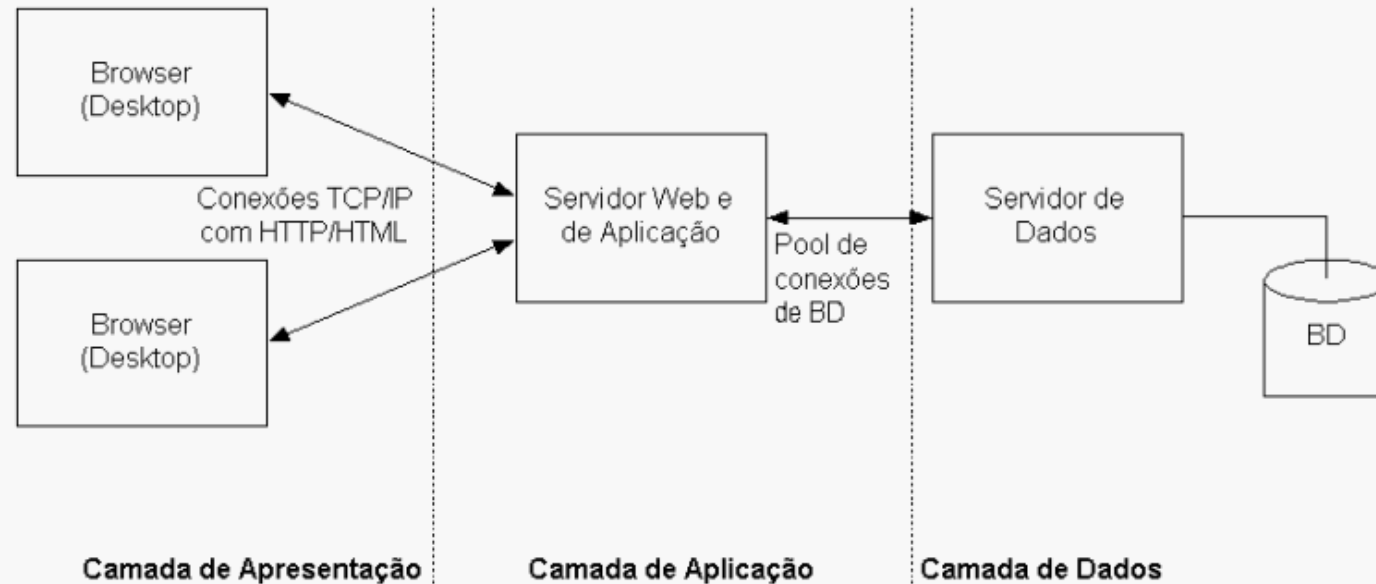 Browser
(Desktop)
Conexões TCP/IP
com HTTP/HTML
Browser
(Desktop)
Servidor Web e
de Aplicação
Pool de
conexões
de BD
Servidor de
Dados
BD
Camada de Apresentação
Camada de Aplicação
Camada de Dados